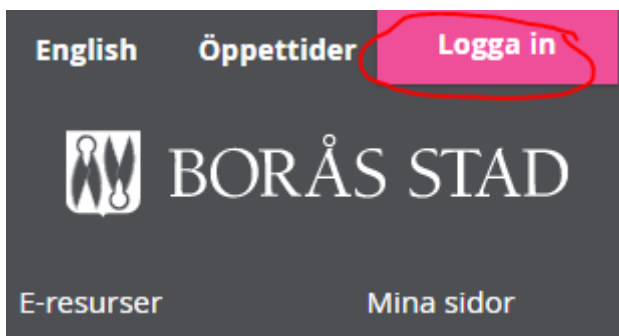 English Öppettider Logga in
BORÅS STAD
E-resurser Mina sidor